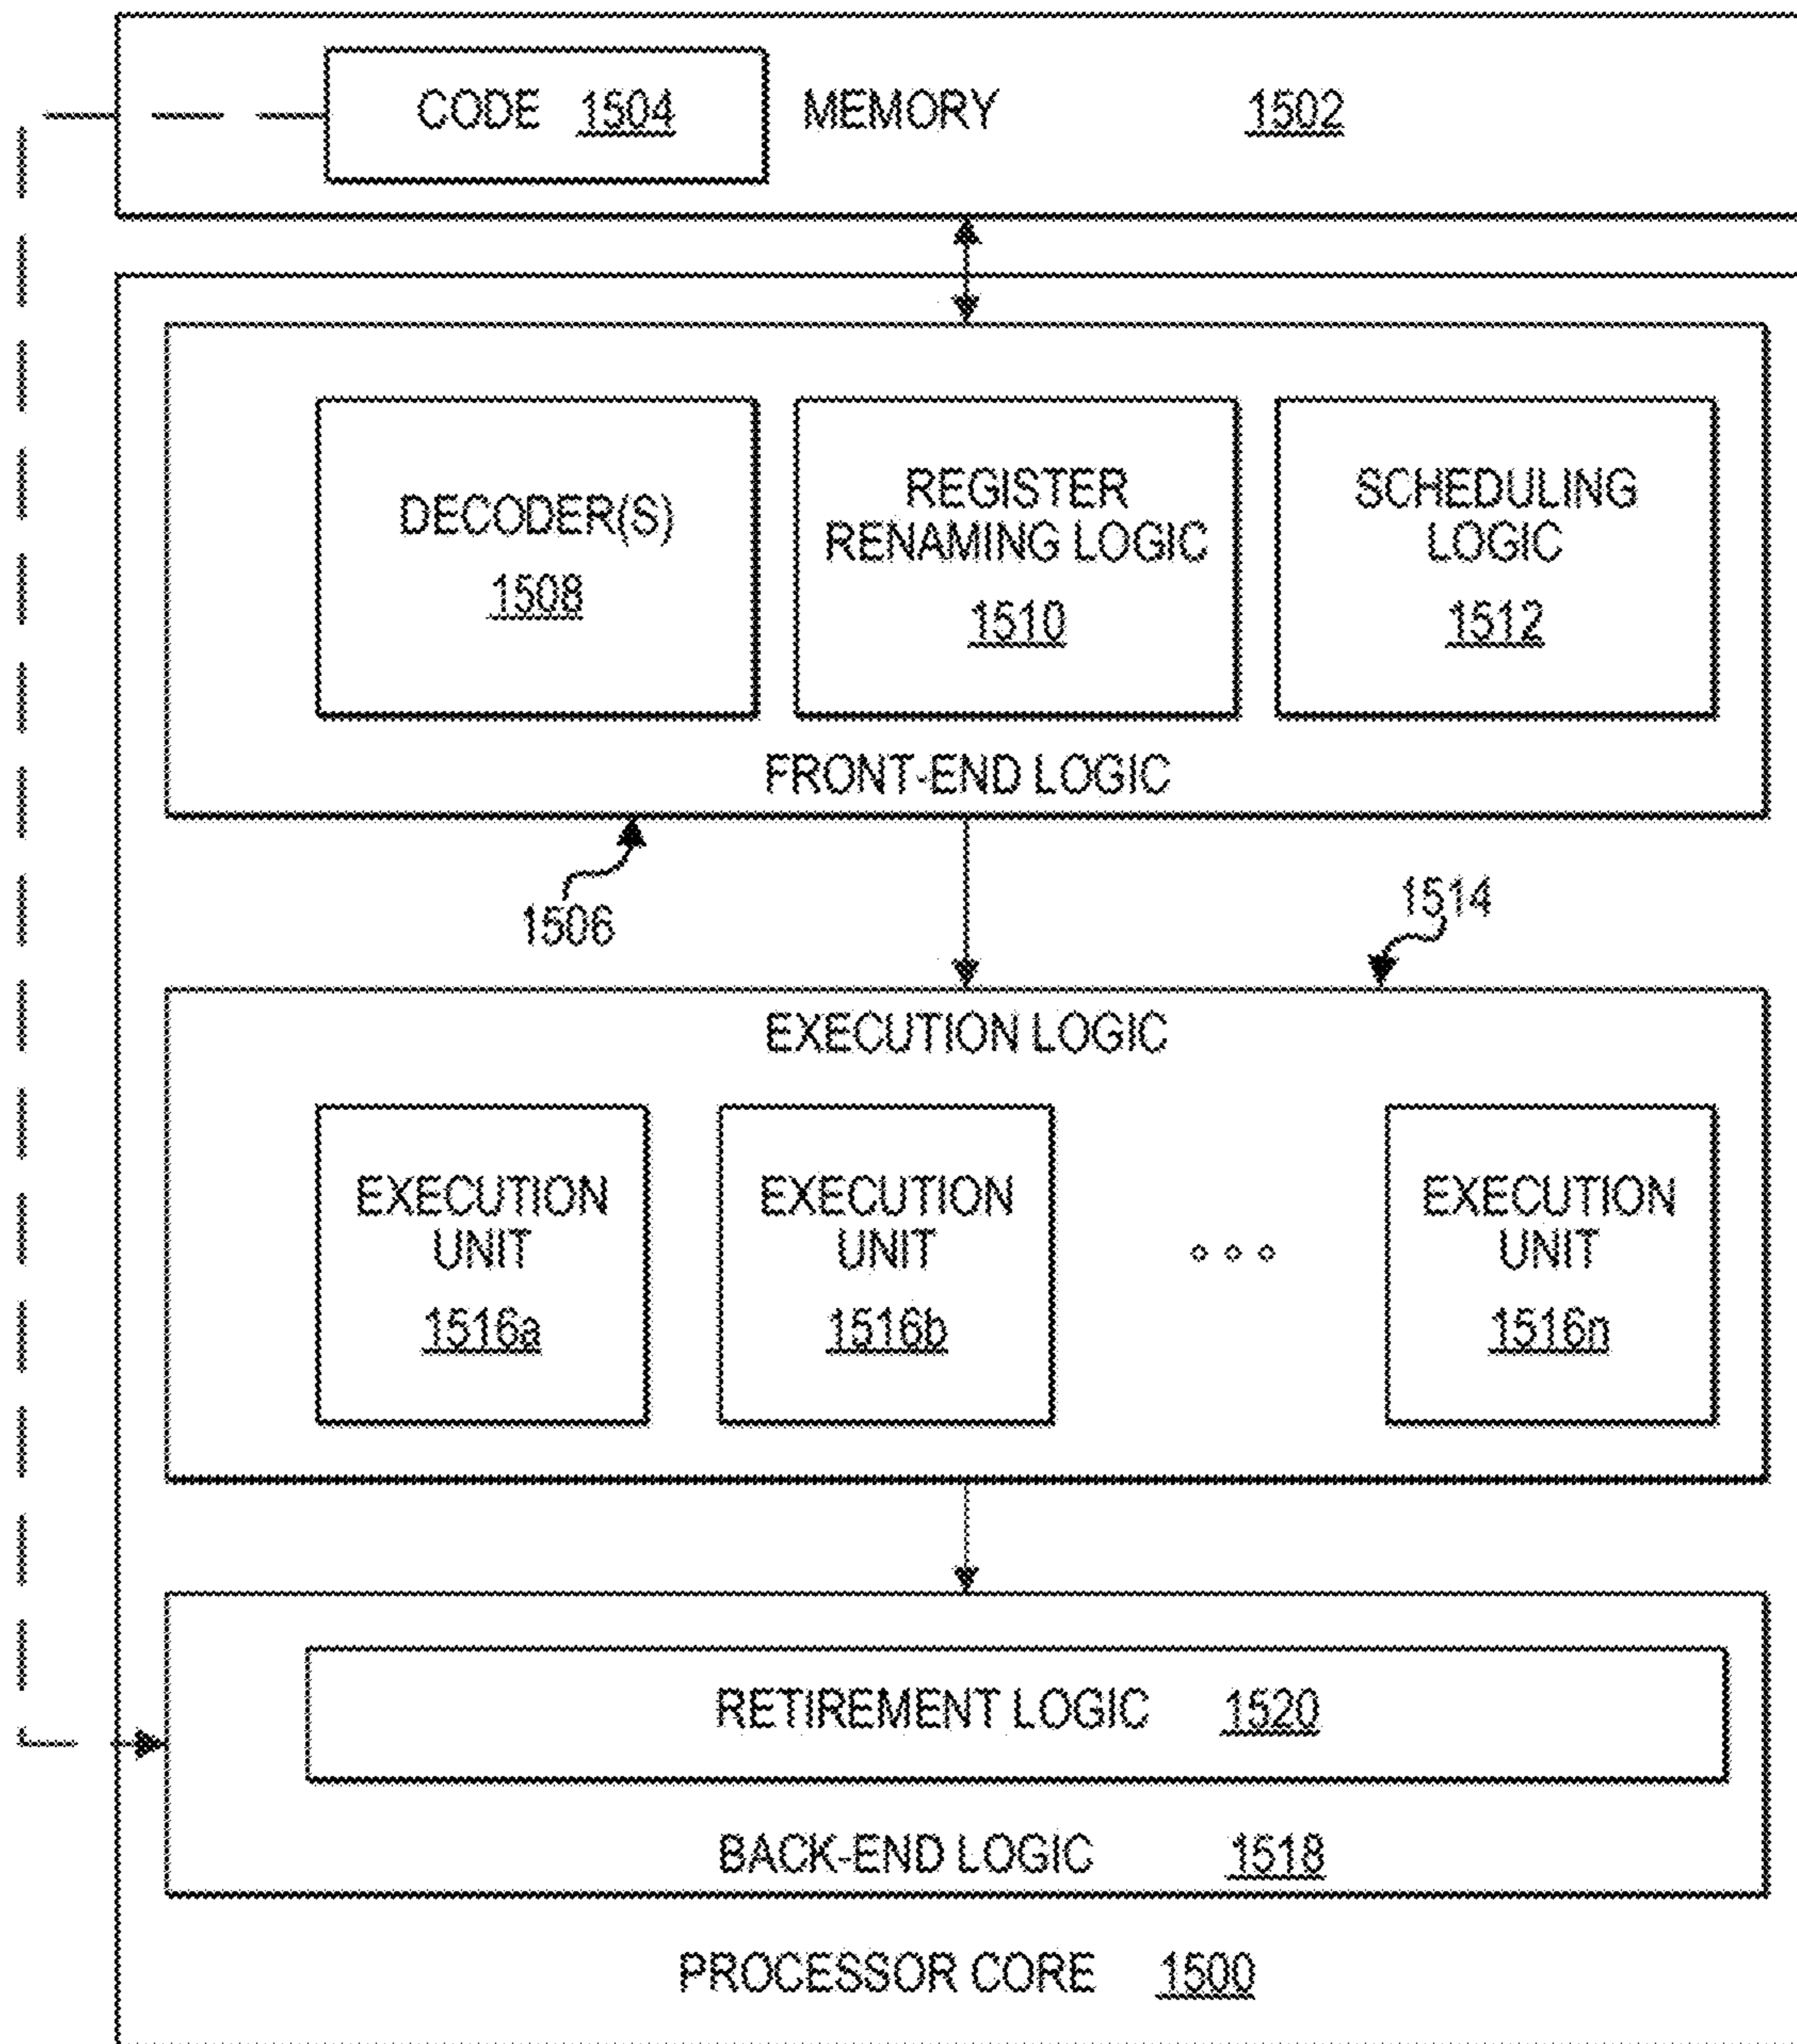 CODE 1504 MEMORY 1502
DECODER(S)
1508
REGISTER
RENAMING LOGIC
1510
SCHEDULING
LOGIC
1512
FRONT-END LOGIC
1506
1514
EXECUTION LOGIC
EXECUTION
UNIT
1516a
EXECUTION
UNIT
1516b
EXECUTION
UNIT
1516n
RETIREMENT LOGIC 1520
BACK-END LOGIC 1518
PROCESSOR CORE 1500